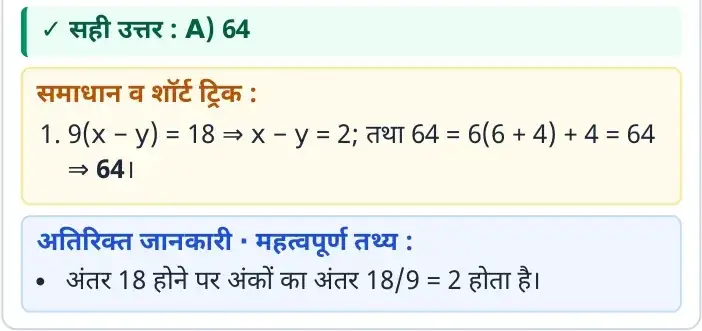 ✓ सही उत्तर : A) 64
समाधान व शॉर्ट ट्रिक :
1. 9(x − y) = 18 ⇒ x − y = 2; तथा 64 = 6(6 + 4) + 4 = 64
⇒ 64।
अतिरिक्त जानकारी · महत्वपूर्ण तथ्य :
• अंतर 18 होने पर अंकों का अंतर 18/9 = 2 होता है।